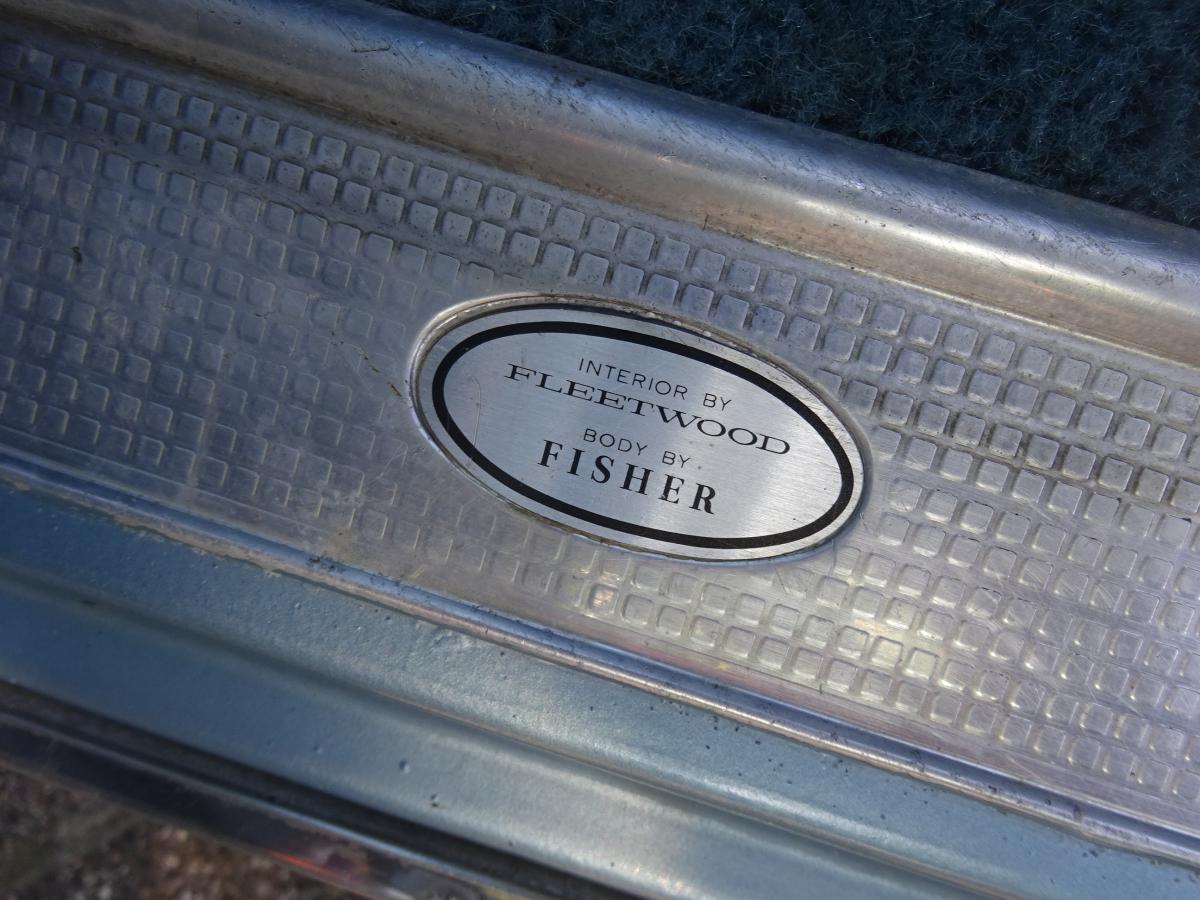 INTERIOR BY
FLEETWOOD
BODY BY
FISHER